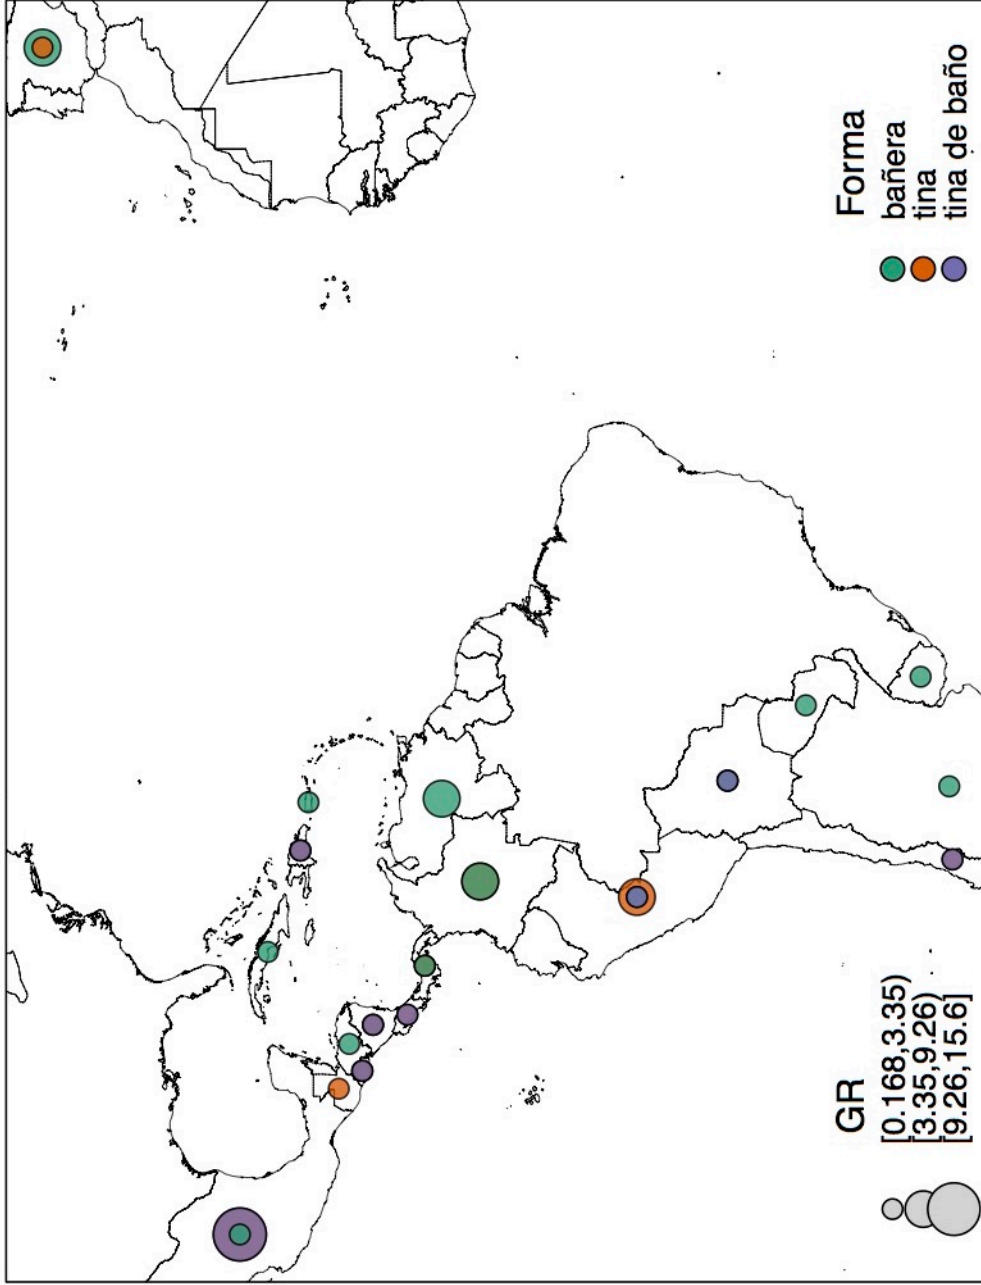 GR
[0.168,3.35)
[3.35,9.26)
[9.26,15.6]
Forma
bañera
tina
tina de baño